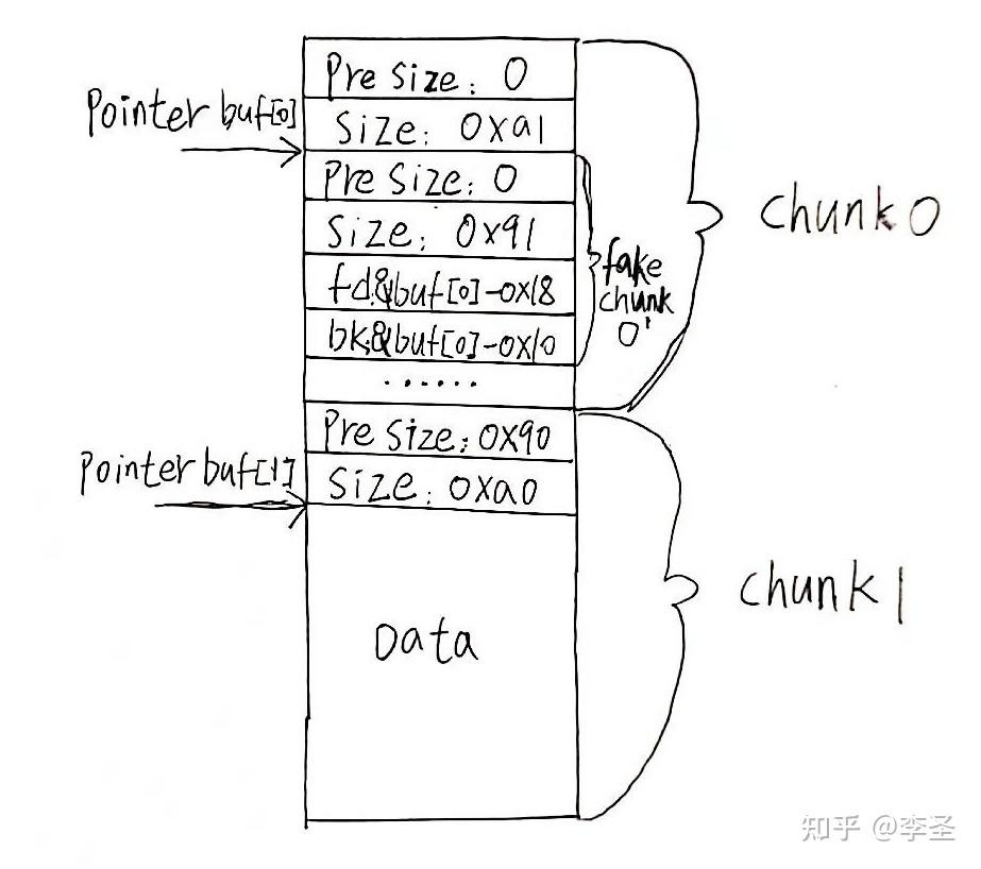 Pre Size: 0
Pointer buf[0]
Size: 0xa1
Pre Size: 0
Size: 0x91
fd:&buf[0]-0x18
bk:&buf[0]-0x10
fake
chunk
0'
chunk 0
......
Pre Size: 0x90
Pointer buf[1]
Size: 0xa0
Data
chunk 1
知乎 @李圣